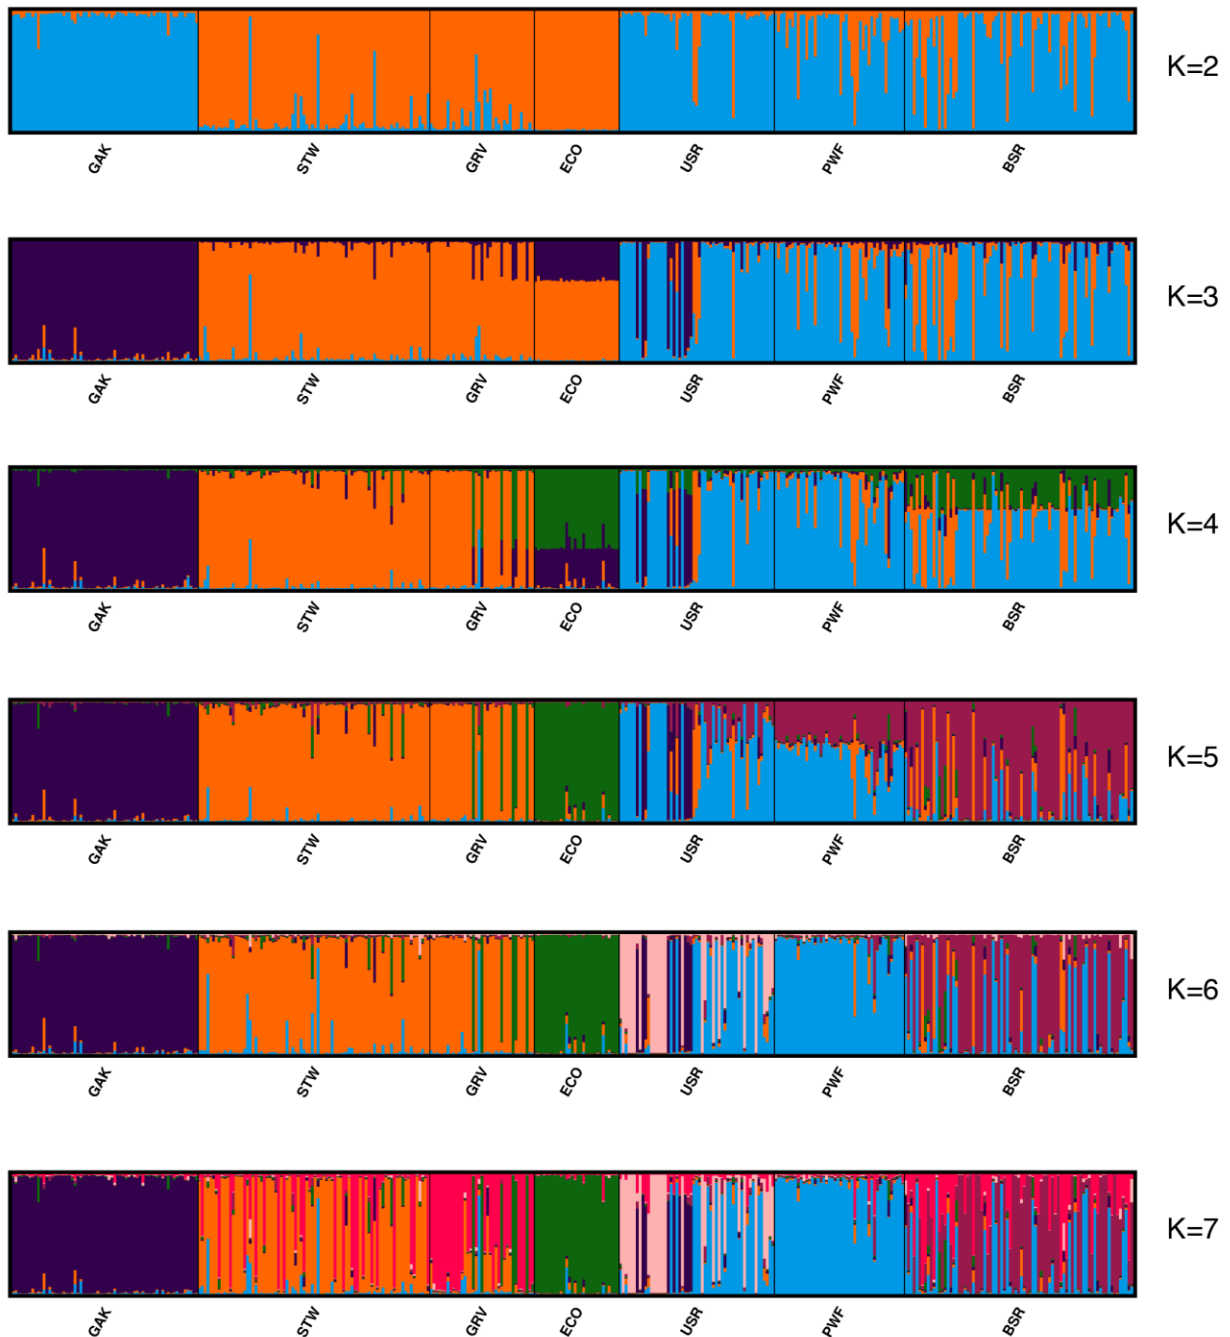 K=2
GAK STW GRV ECO USR PWF BSR
K=3
GAK STW GRV ECO USR PWF BSR
K=4
GAK STW GRV ECO USR PWF BSR
K=5
GAK STW GRV ECO USR PWF BSR
K=6
GAK STW GRV ECO USR PWF BSR
K=7
GAK STW GRV ECO USR PWF BSR